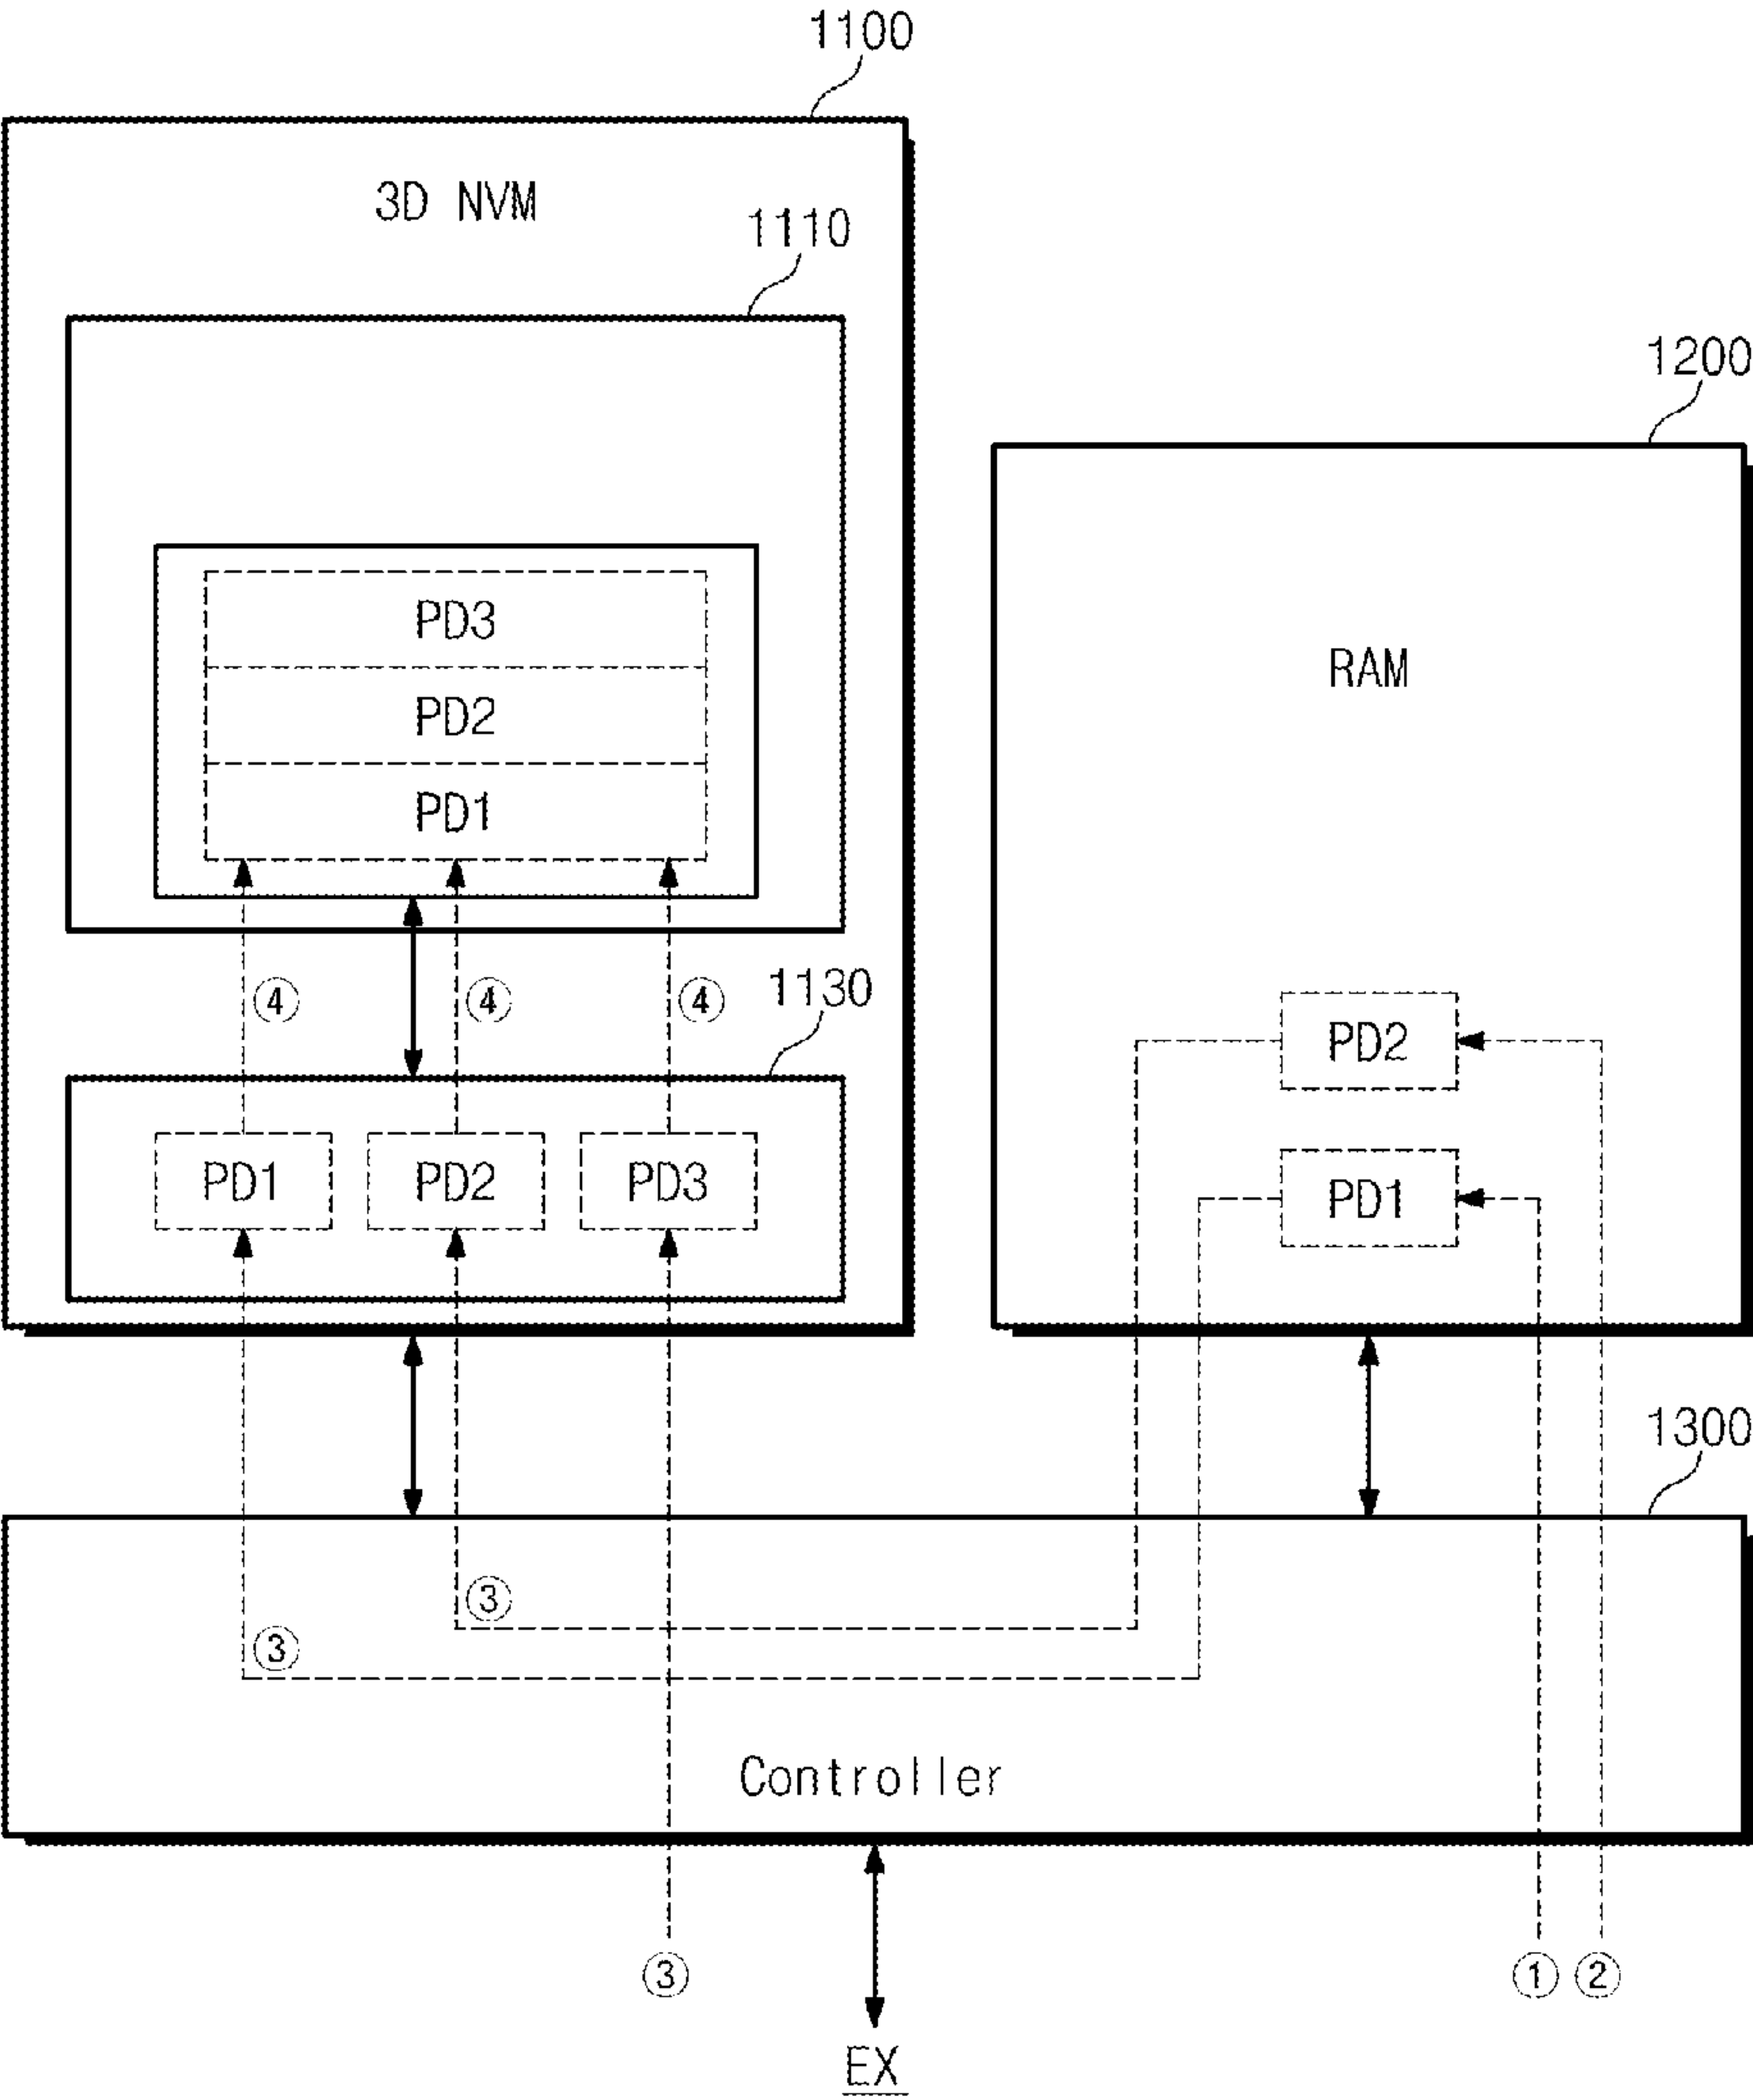 1100
3D NVM
1110
1200
PD3
PD2
PD1
RAM
④ ④ ④
1130
PD2
PD1 PD2 PD3
PD1
1300
③
③
Controller
③
① ②
EX